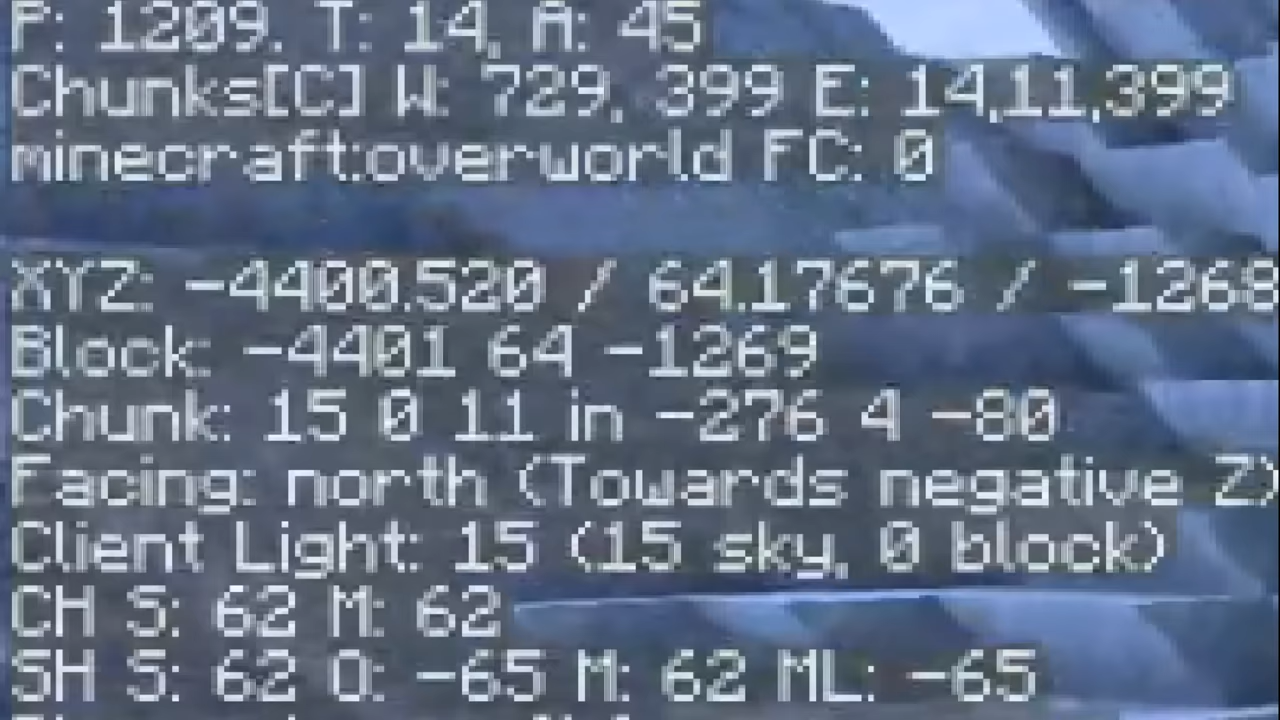 P: 1209. T: 14, A: 45
Chunks[C] W: 729, 399 E: 14,11,399
minecraft:overworld FC: 0
XYZ: -4400.520 / 64.17676 / -1268
Block: -4401 64 -1269
Chunk: 15 0 11 in -276 4 -80
Facing: north (Towards negative Z)
Client Light: 15 (15 sky, 0 block)
CH S: 62 M: 62
SH S: 62 O: -65 M: 62 ML: -65